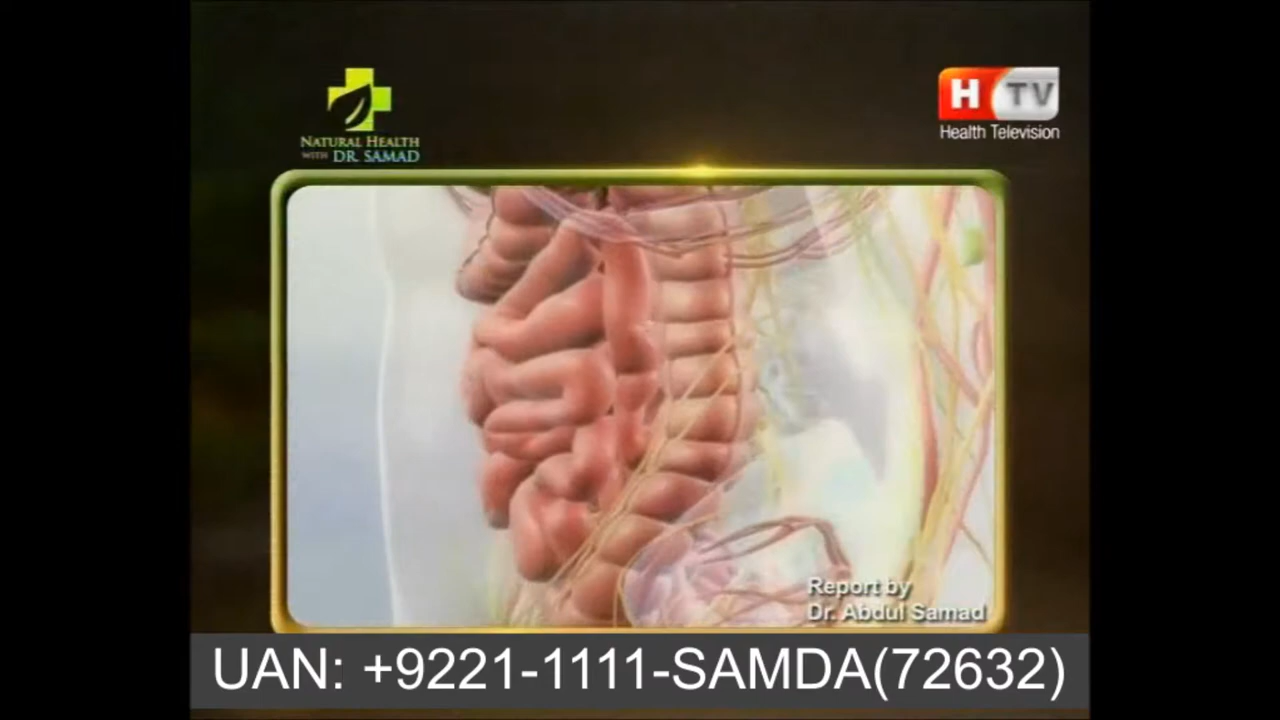 NATURAL HEALTH
WITH DR. SAMAD
H TV
Health Television
Report by
Dr. Abdul Samad
UAN: +9221-1111-SAMDA(72632)